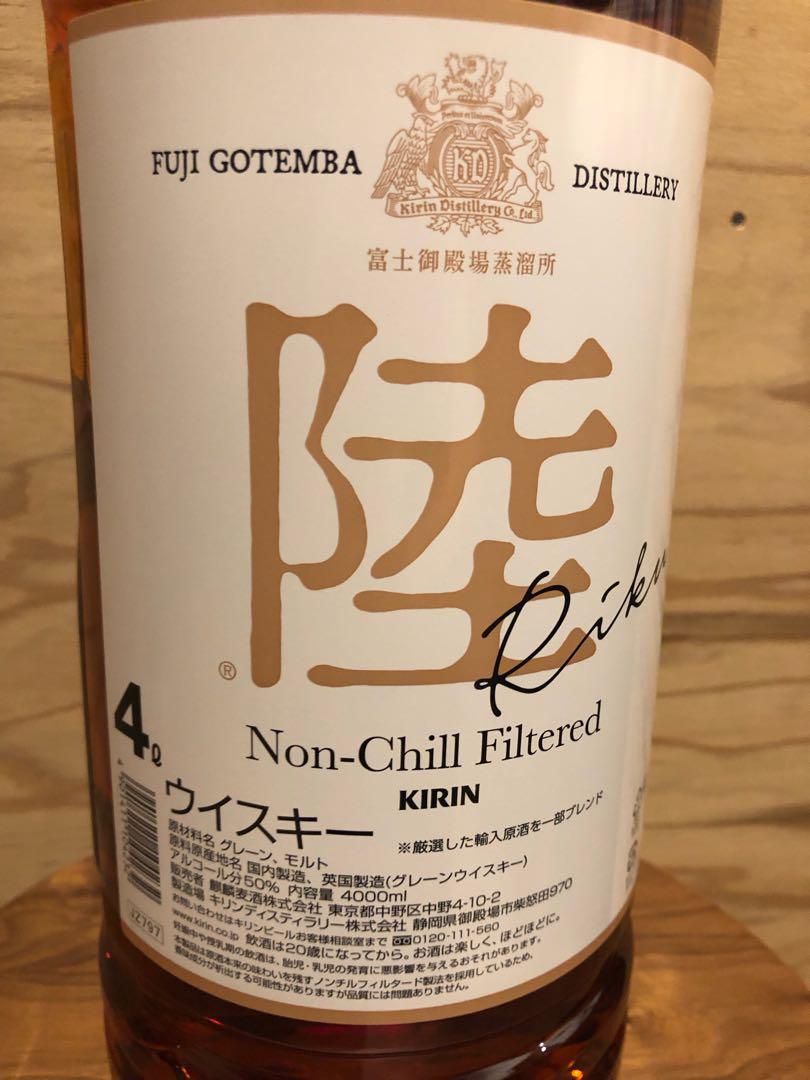 FUJI GOTEMBA DISTILLERY
KD
Kirin Distillery Co., Ltd.
富士御殿場蒸溜所
陸
Riku
®
Non-Chill Filtered
KIRIN
4ℓ
ウイスキー
※厳選した輸入原酒を一部ブレンド
原材料名 グレーン、モルト
原料原産地名 国内製造、英国製造(グレーンウイスキー)
アルコール分50% 内容量 4000ml
販売者 麒麟麦酒株式会社 東京都中野区中野4-10-2
製造場 キリンディスティラリー株式会社 静岡県御殿場市柴怒田970
お問い合わせはキリンビールお客様相談室まで 0120-111-560
www.kirin.co.jp 飲酒は20歳になってから。お酒は楽しく、ほどほどに。
妊娠中や授乳期の飲酒は、胎児・乳児の発育に悪影響を与えるおそれがあります。
本製品は原酒本来の味わいを残すノンチルフィルタード製法を採用しているため、
香味成分が析出する可能性がありますが品質には問題ありません。
JZ797